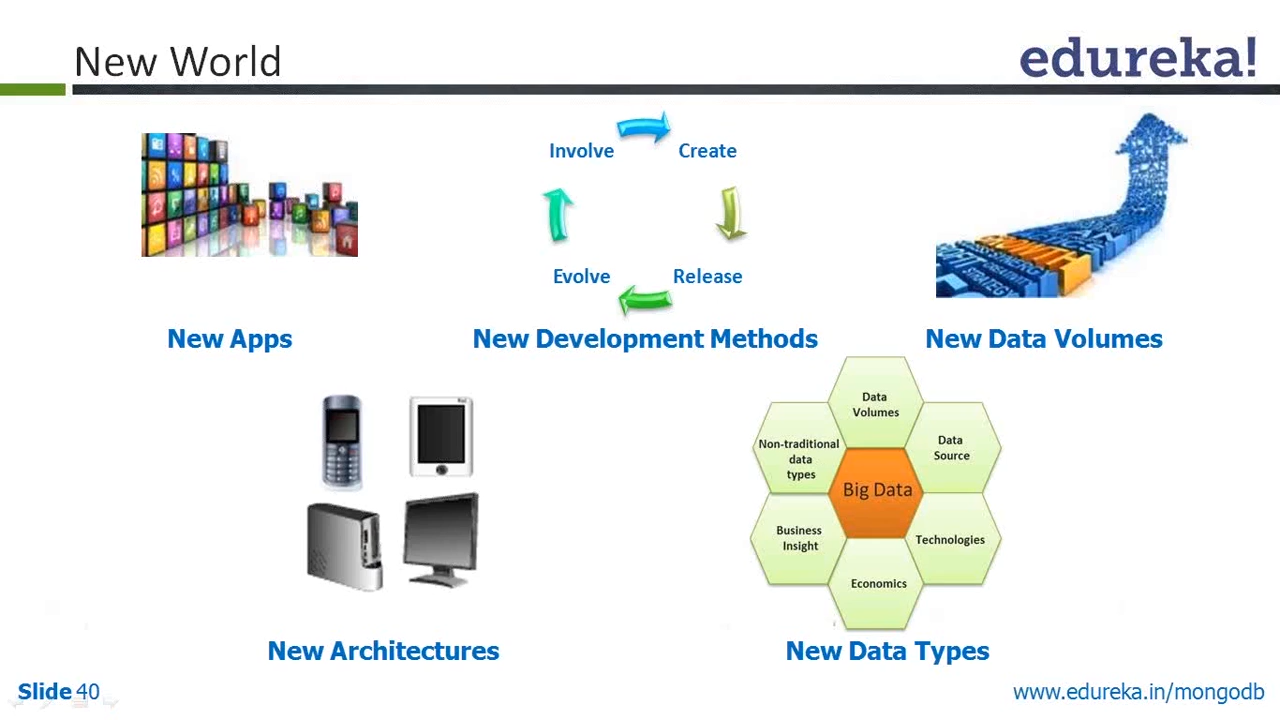 New World
edureka!
Involve
Create
Evolve
Release
GROWTH
STRATEGY
New Apps
New Development Methods
New Data Volumes
Data
Volumes
Non-traditional
data
types
Data
Source
Big Data
Business
Insight
Technologies
Economics
New Architectures
New Data Types
Slide 40
www.edureka.in/mongodb